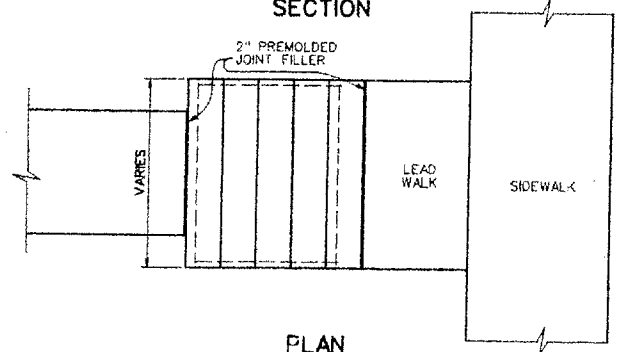 SECTION
2" PREMOLDED
JOINT FILLER
VARIES
LEAD
WALK
SIDEWALK
PLAN